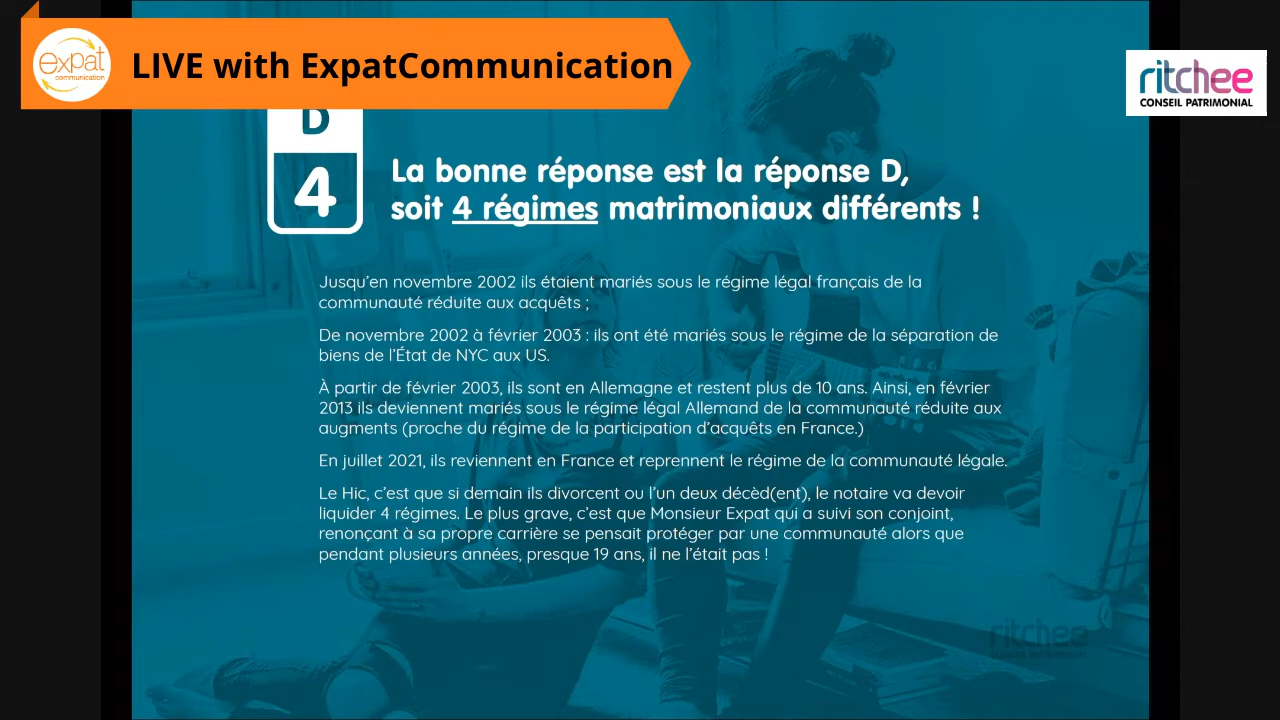 expat
communication
LIVE with ExpatCommunication
ritchee
CONSEIL PATRIMONIAL
D
4
La bonne réponse est la réponse D,
soit 4 régimes matrimoniaux différents !
Jusqu'en novembre 2002 ils étaient mariés sous le régime légal français de la
communauté réduite aux acquêts ;
De novembre 2002 à février 2003 : ils ont été mariés sous le régime de la séparation de
biens de l'État de NYC aux US.
À partir de février 2003, ils sont en Allemagne et restent plus de 10 ans. Ainsi, en février
2013 ils deviennent mariés sous le régime légal Allemand de la communauté réduite aux
augments (proche du régime de la participation d'acquêts en France.)
En juillet 2021, ils reviennent en France et reprennent le régime de la communauté légale.
Le Hic, c'est que si demain ils divorcent ou l'un deux décèd(ent), le notaire va devoir
liquider 4 régimes. Le plus grave, c'est que Monsieur Expat qui a suivi son conjoint,
renonçant à sa propre carrière se pensait protéger par une communauté alors que
pendant plusieurs années, presque 19 ans, il ne l'était pas !
ritchee
CONSEIL PATRIMONIAL